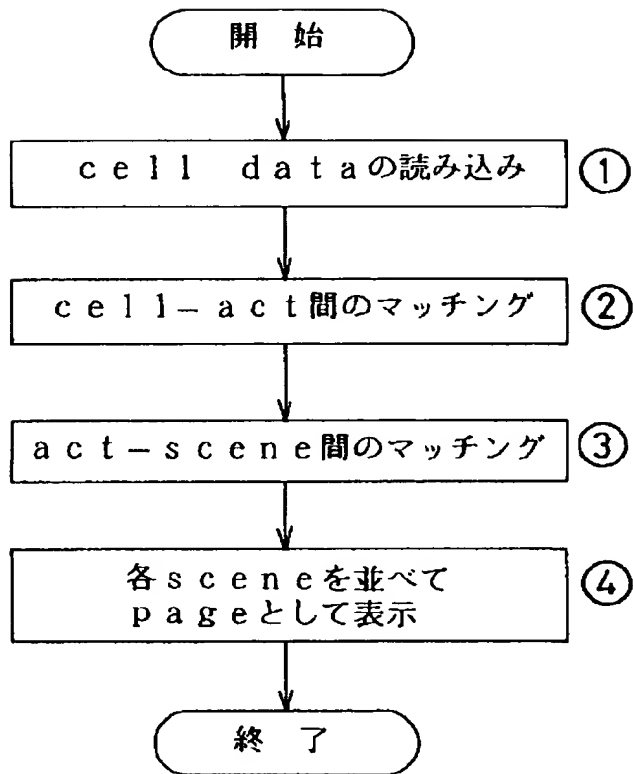 開始
cell dataの読み込み ①
cell-act間のマッチング ②
act-scene間のマッチング ③
各sceneを並べて ④
pageとして表示
終了